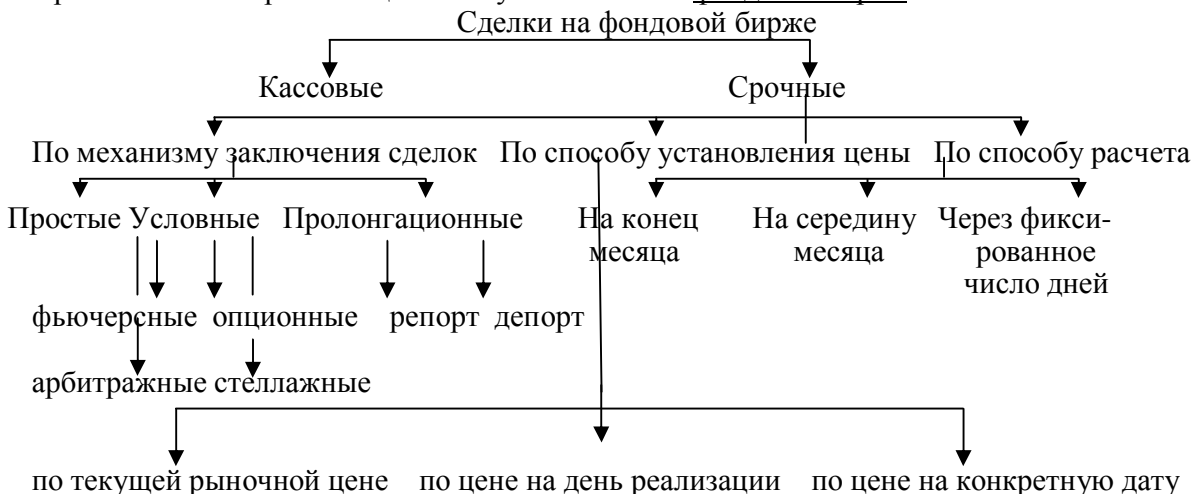 Сделки на фондовой бирже
Кассовые Срочные
По механизму заключения сделок По способу установления цены По способу расчета
Простые Условные Пролонгационные На конец На середину Через фикси-
месяца месяца рованное
число дней
фьючерсные опционные репорт депорт
арбитражные стеллажные
по текущей рыночной цене по цене на день реализации по цене на конкретную дату